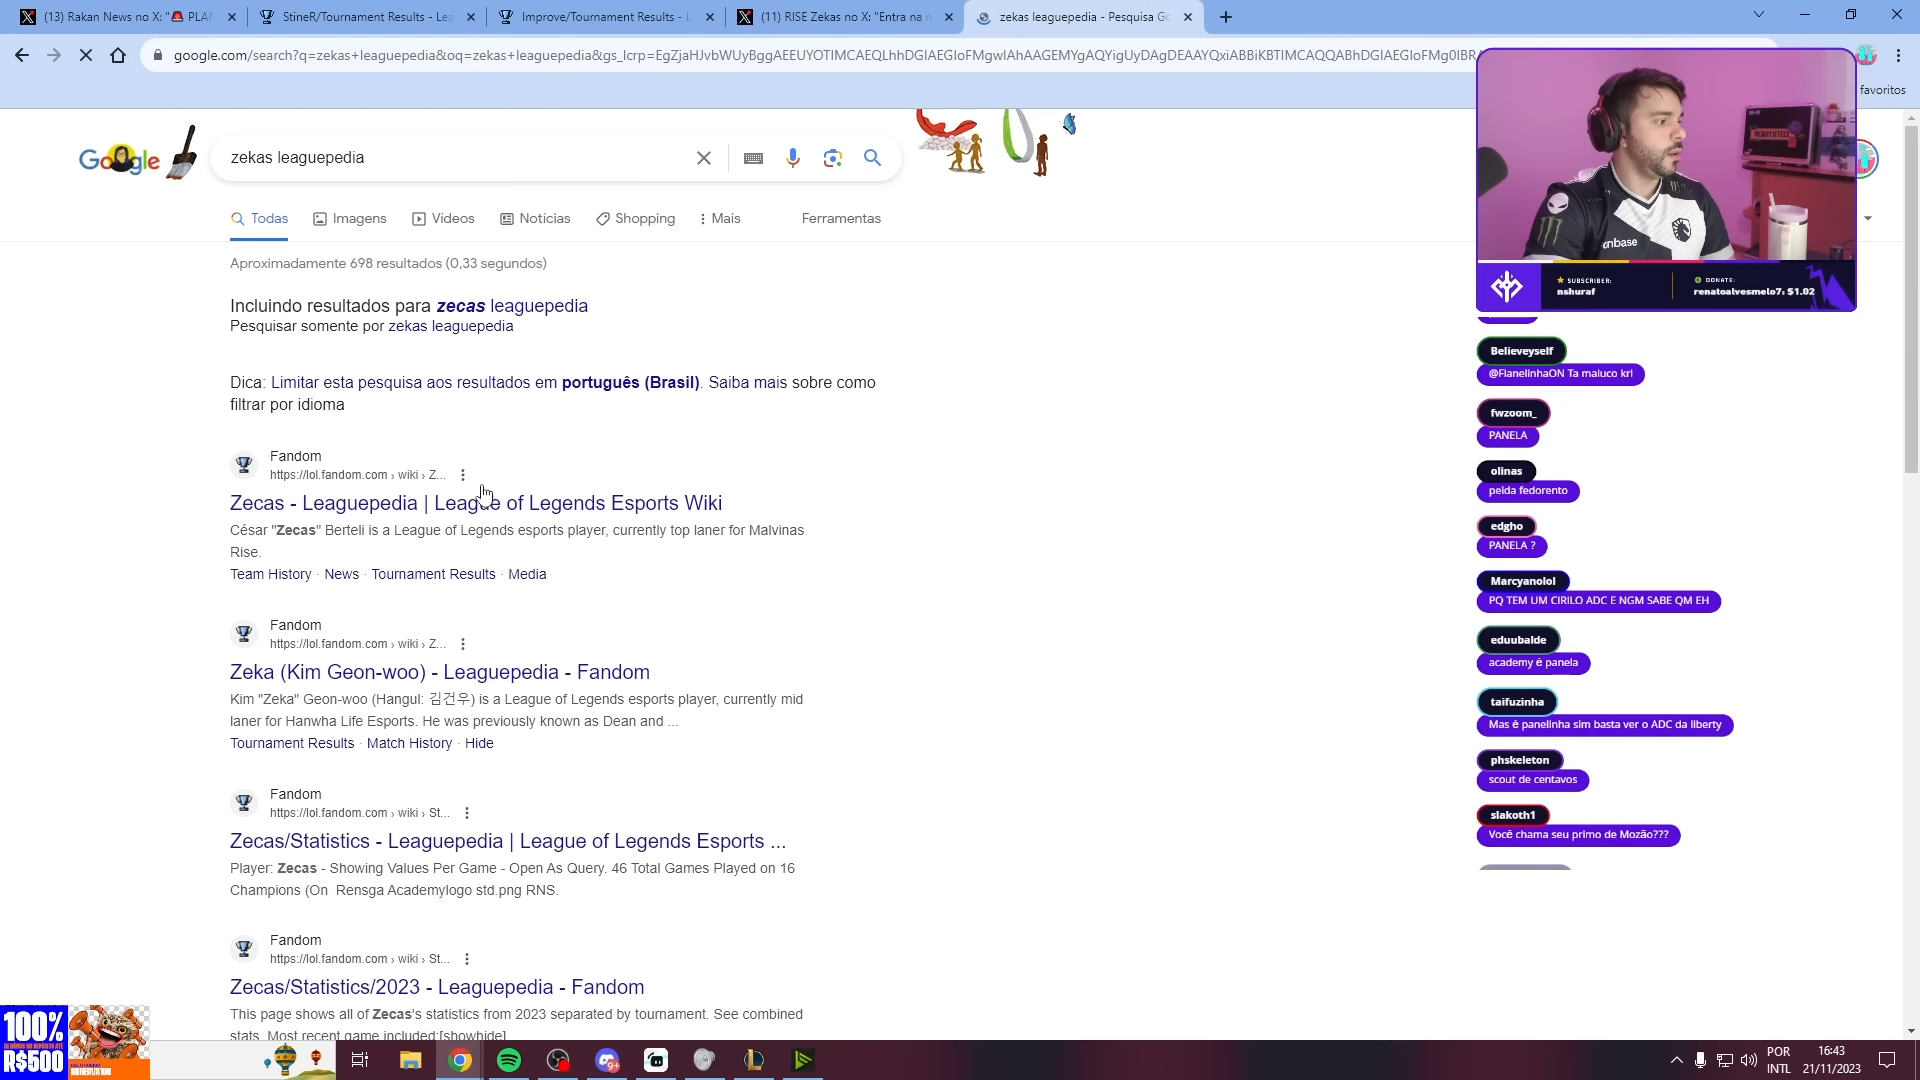 (13) Rakan News no X: "🚨 PLAN
StineR/Tournament Results - Lea
Improve/Tournament Results - L
(11) RISE Zekas no X: "Entra na m
zekas leaguepedia - Pesquisa Go
google.com/search?q=zekas+leaguepedia&oq=zekas+leaguepedia&gs_lcrp=
favoritos
Google
zekas leaguepedia
Todas
Imagens
Vídeos
Notícias
Shopping
Mais
Ferramentas
Aproximadamente 698 resultados (0,33 segundos)
Incluindo resultados para zecas leaguepedia
Pesquisar somente por zekas leaguepedia
Dica: Limitar esta pesquisa aos resultados em português (Brasil). Saiba mais sobre como
filtrar por idioma
Fandom
https://lol.fandom.com › wiki › Z...
Zecas - Leaguepedia | League of Legends Esports Wiki
César "Zecas" Berteli is a League of Legends esports player, currently top laner for Malvinas
Rise.
Team History · News · Tournament Results · Media
Fandom
https://lol.fandom.com › wiki › Z...
Zeka (Kim Geon-woo) - Leaguepedia - Fandom
Kim "Zeka" Geon-woo (Hangul: 김건우) is a League of Legends esports player, currently mid
laner for Hanwha Life Esports. He was previously known as Dean and ...
Tournament Results · Match History · Hide
Fandom
https://lol.fandom.com › wiki › St...
Zecas/Statistics - Leaguepedia | League of Legends Esports ...
Player: Zecas - Showing Values Per Game - Open As Query. 46 Total Games Played on 16
Champions (On Rensga Academylogo std.png RNS.
Fandom
https://lol.fandom.com › wiki › St...
Zecas/Statistics/2023 - Leaguepedia - Fandom
This page shows all of Zecas's statistics from 2023 separated by tournament. See combined
stats. Most recent game included:[showhide]
HEARTSTEEL
nbase
SUBSCRIBER:
nshuraf
DONATE:
renatoalvesmelo7: $1.02
Believeyself
@FlanelinhaON Ta maluco krl
fwzoom_
PANELA
olinas
peida fedorento
edgho
PANELA ?
Marcyanolol
PQ TEM UM CIRILO ADC E NGM SABE QM EH
eduubalde
academy é panela
taifuzinha
Mas é panelinha sim basta ver o ADC da liberty
phskeleton
scout de centavos
slakoth1
Você chama seu primo de Mozão???
100%
R$500
9+
POR
INTL
16:43
21/11/2023